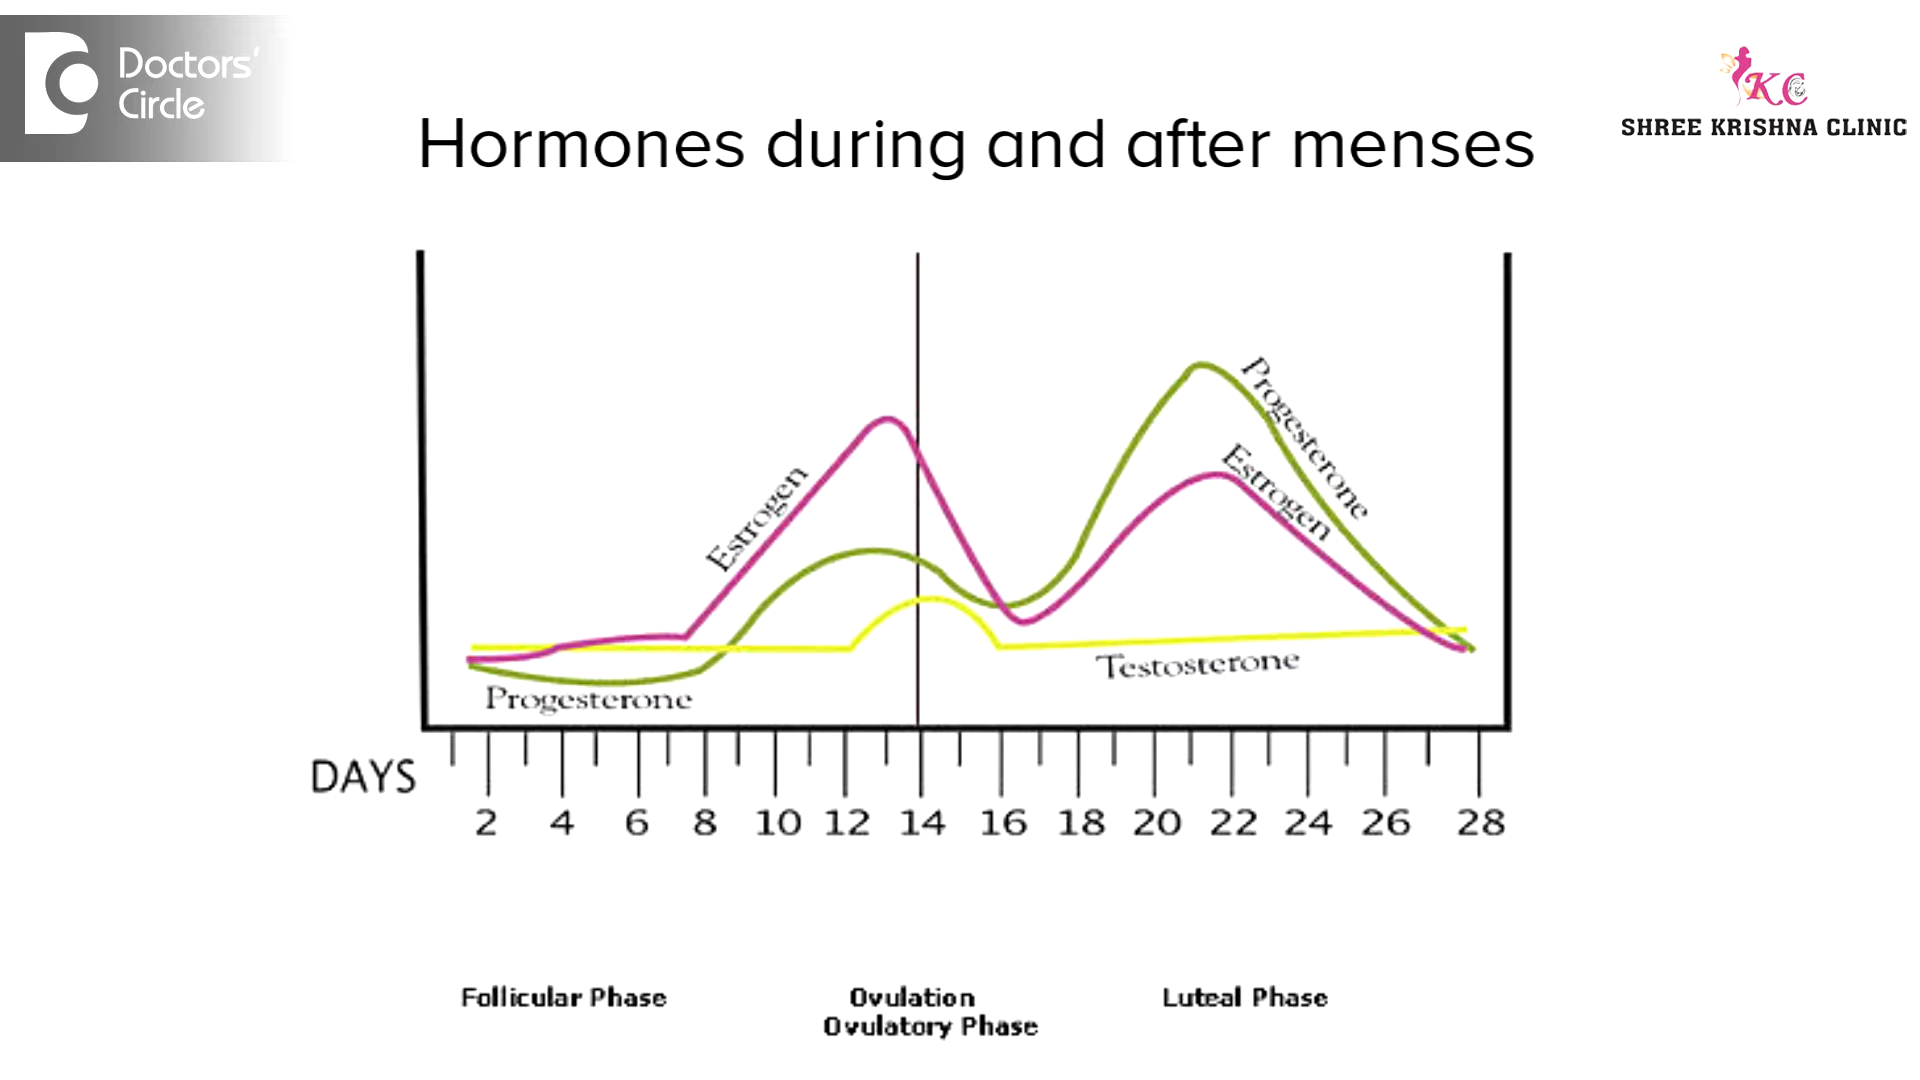 Doctors'
Circle
KC
SHREE KRISHNA CLINIC
Hormones during and after menses
Progesterone
Estrogen
Estrogen
Progesterone
Testosterone
DAYS
2 4 6 8 10 12 14 16 18 20 22 24 26 28
Follicular Phase
Ovulation
Ovulatory Phase
Luteal Phase